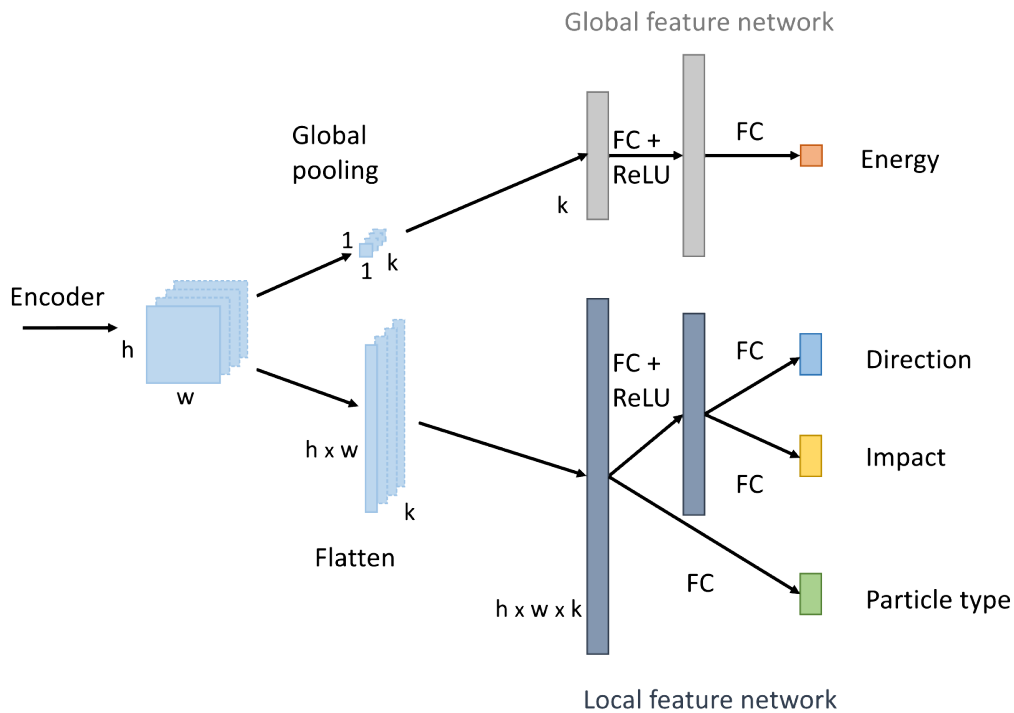 Global feature network
Global
pooling
FC +
ReLU
FC
Energy
k
1
1
k
Encoder
h
w
h x w
k
Flatten
FC +
ReLU
FC
Direction
Impact
FC
FC
Particle type
h x w x k
Local feature network